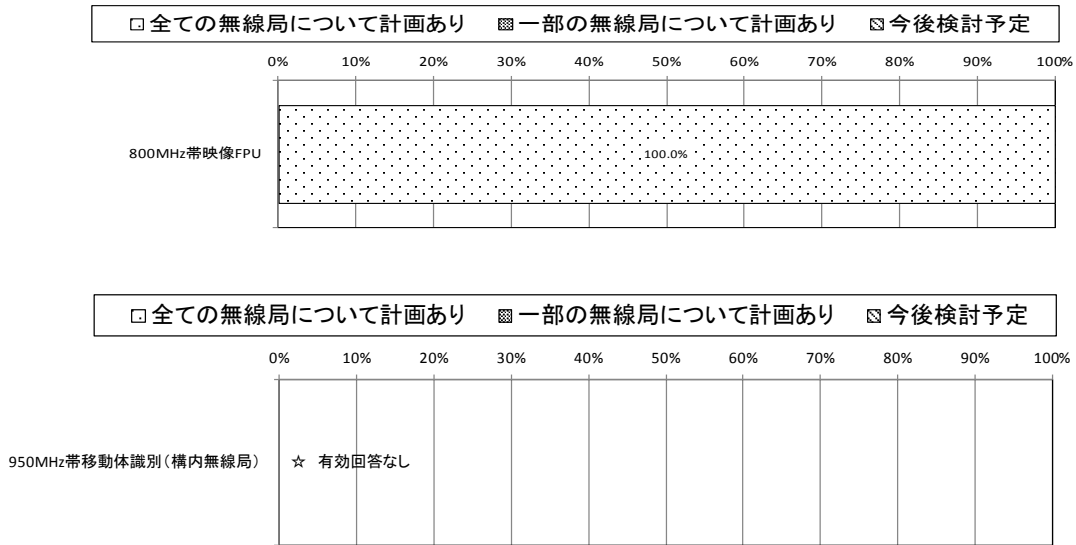 全ての無線局について計画あり 一部の無線局について計画あり 今後検討予定
0% 10% 20% 30% 40% 50% 60% 70% 80% 90% 100%
800MHz帯映像FPU 100.0%
全ての無線局について計画あり 一部の無線局について計画あり 今後検討予定
0% 10% 20% 30% 40% 50% 60% 70% 80% 90% 100%
950MHz帯移動体識別（構内無線局） ☆ 有効回答なし